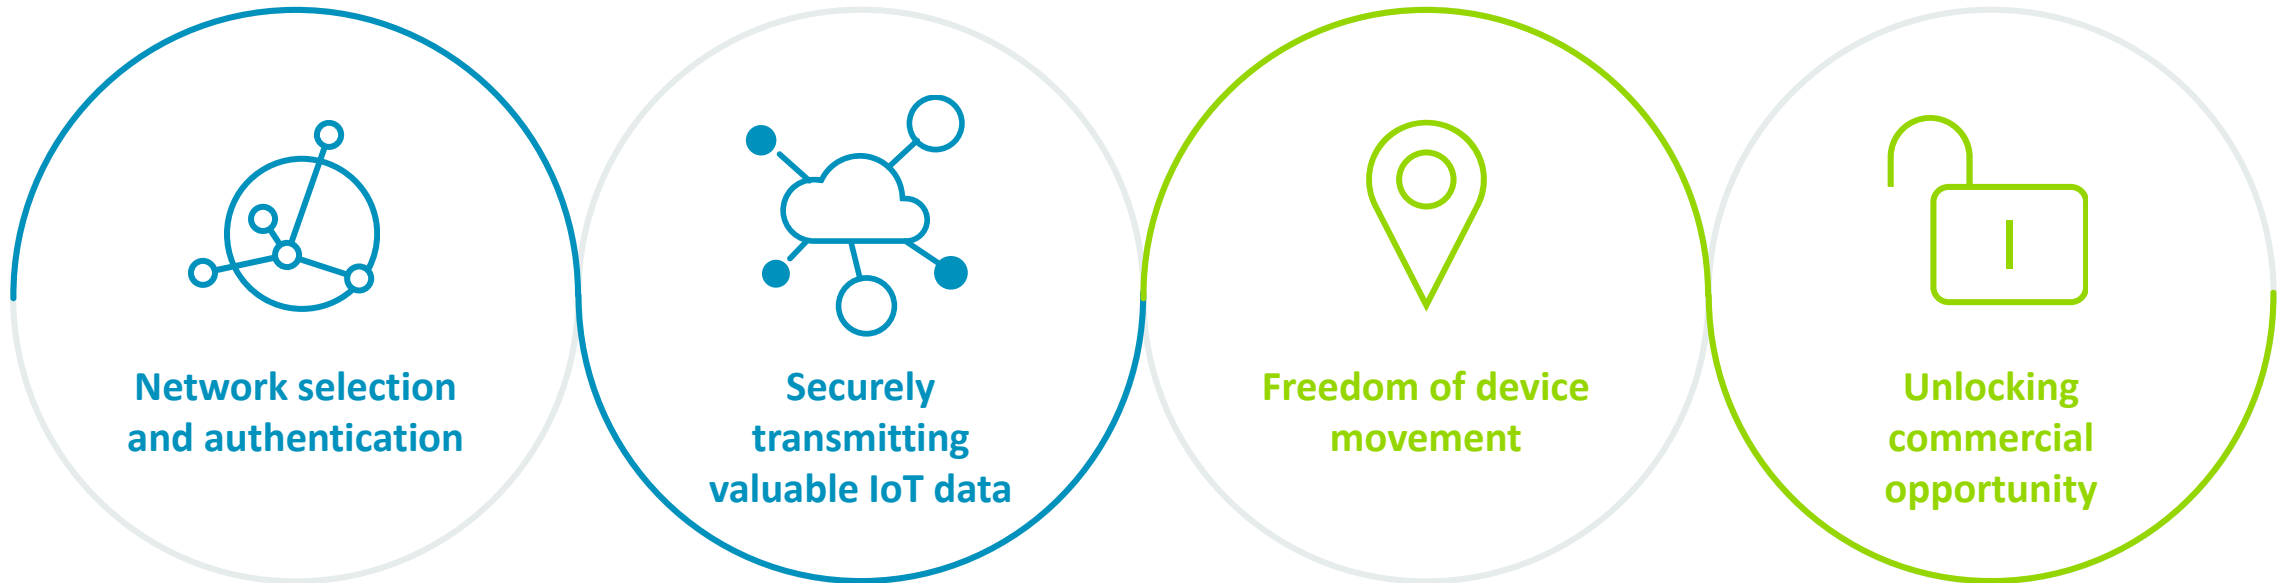 Network selection
and authentication
Securely
transmitting
valuable IoT data
Freedom of device
movement
Unlocking
commercial
opportunity